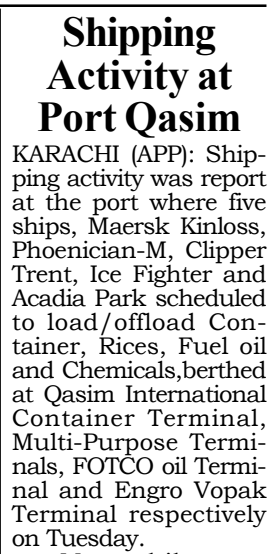 Shipping
Activity at
Port Qasim
KARACHI (APP): Ship-
ping activity was report
at the port where five
ships, Maersk Kinloss,
Phoenician-M, Clipper
Trent, Ice Fighter and
Acadia Park scheduled
to load/offload Con-
tainer, Rices, Fuel oil
and Chemicals,berthed
at Qasim International
Container Terminal,
Multi-Purpose Termi-
nals, FOTCO oil Termi-
nal and Engro Vopak
Terminal respectively
on Tuesday.